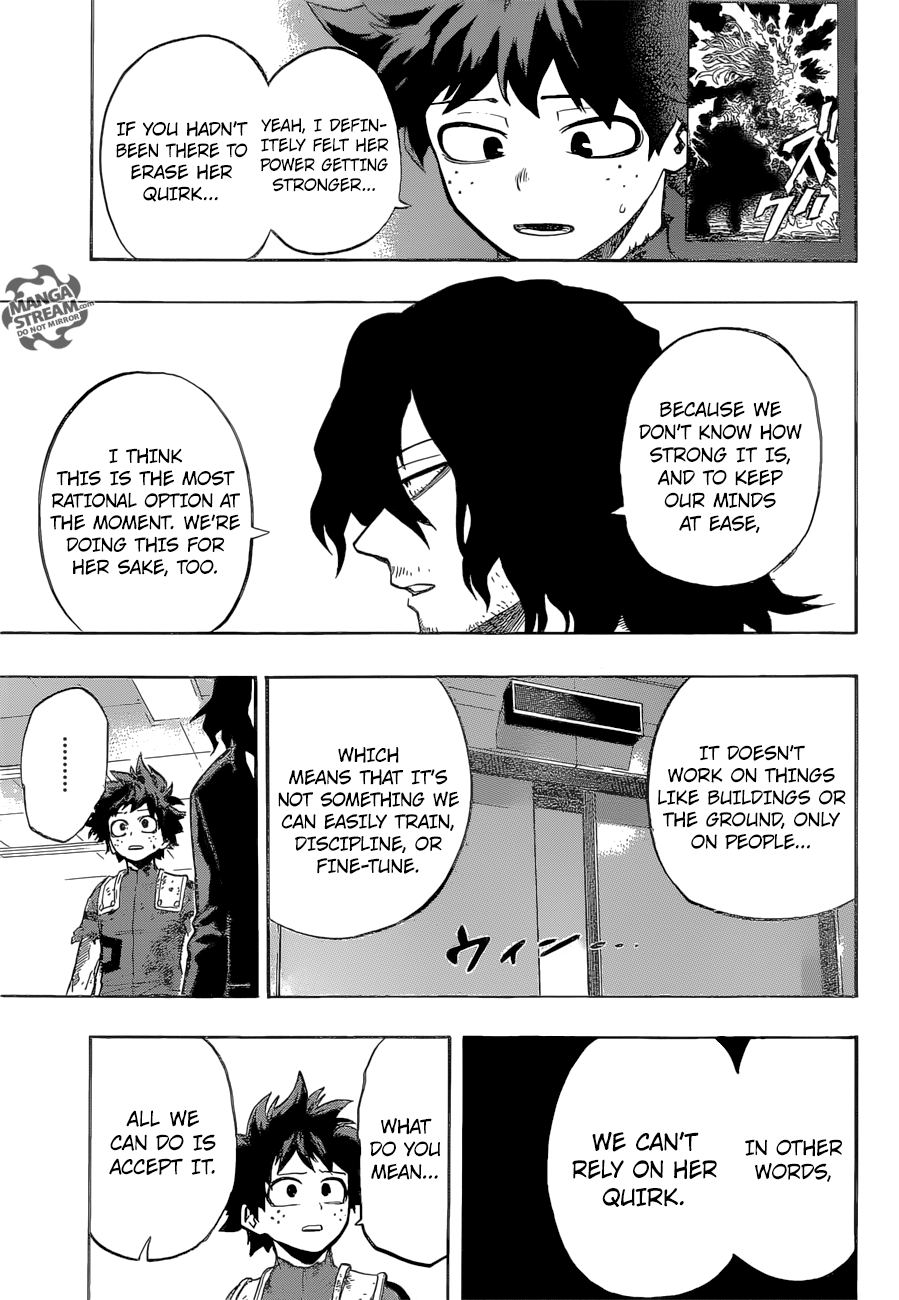 YEAH, I DEFIN-
ITELY FELT HER
POWER GETTING
STRONGER...
IF YOU HADN'T
BEEN THERE TO
ERASE HER
QUIRK...
MANGA
STREAM.com
DO NOT MIRROR
BECAUSE WE
DON'T KNOW HOW
STRONG IT IS,
AND TO KEEP
OUR MINDS
AT EASE,
I THINK
THIS IS THE MOST
RATIONAL OPTION AT
THE MOMENT. WE'RE
DOING THIS FOR
HER SAKE, TOO.
IT DOESN'T
WORK ON THINGS
LIKE BUILDINGS OR
THE GROUND, ONLY
ON PEOPLE...
WHICH
MEANS THAT IT'S
NOT SOMETHING WE
CAN EASILY TRAIN,
DISCIPLINE, OR
FINE-TUNE.
ウィンー...
.........
IN OTHER
WORDS,
WE CAN'T
RELY ON HER
QUIRK.
WHAT
DO YOU
MEAN...
ALL WE
CAN DO IS
ACCEPT IT.